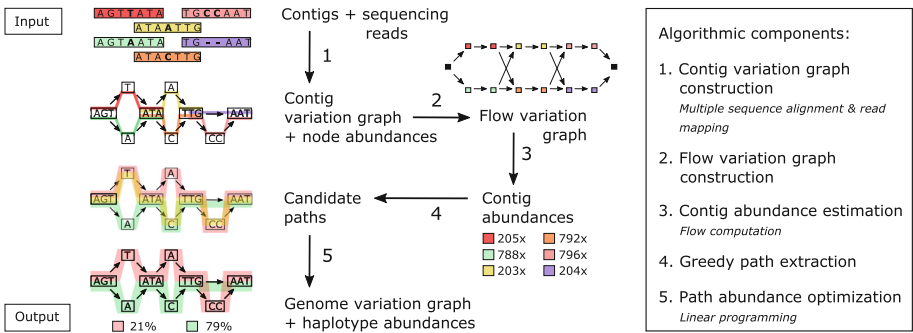 Input
AGTTATA
TGCCAAT
ATAATTG
AGTAATA
TG--AAT
ATACTTG
Contigs + sequencing
reads
1
T
A
AGT
ATA
TTG
AAT
A
C
CC
Contig
variation graph
+ node abundances
2
Flow variation
graph
3
T
A
AGT
ATA
TTG
AAT
A
C
CC
Candidate
paths
4
Contig
abundances
205x
792x
788x
796x
203x
204x
5
T
A
AGT
ATA
TTG
AAT
A
C
CC
21%
79%
Genome variation graph
+ haplotype abundances
Output
Algorithmic components:
1. Contig variation graph
construction
Multiple sequence alignment & read
mapping
2. Flow variation graph
construction
3. Contig abundance estimation
Flow computation
4. Greedy path extraction
5. Path abundance optimization
Linear programming